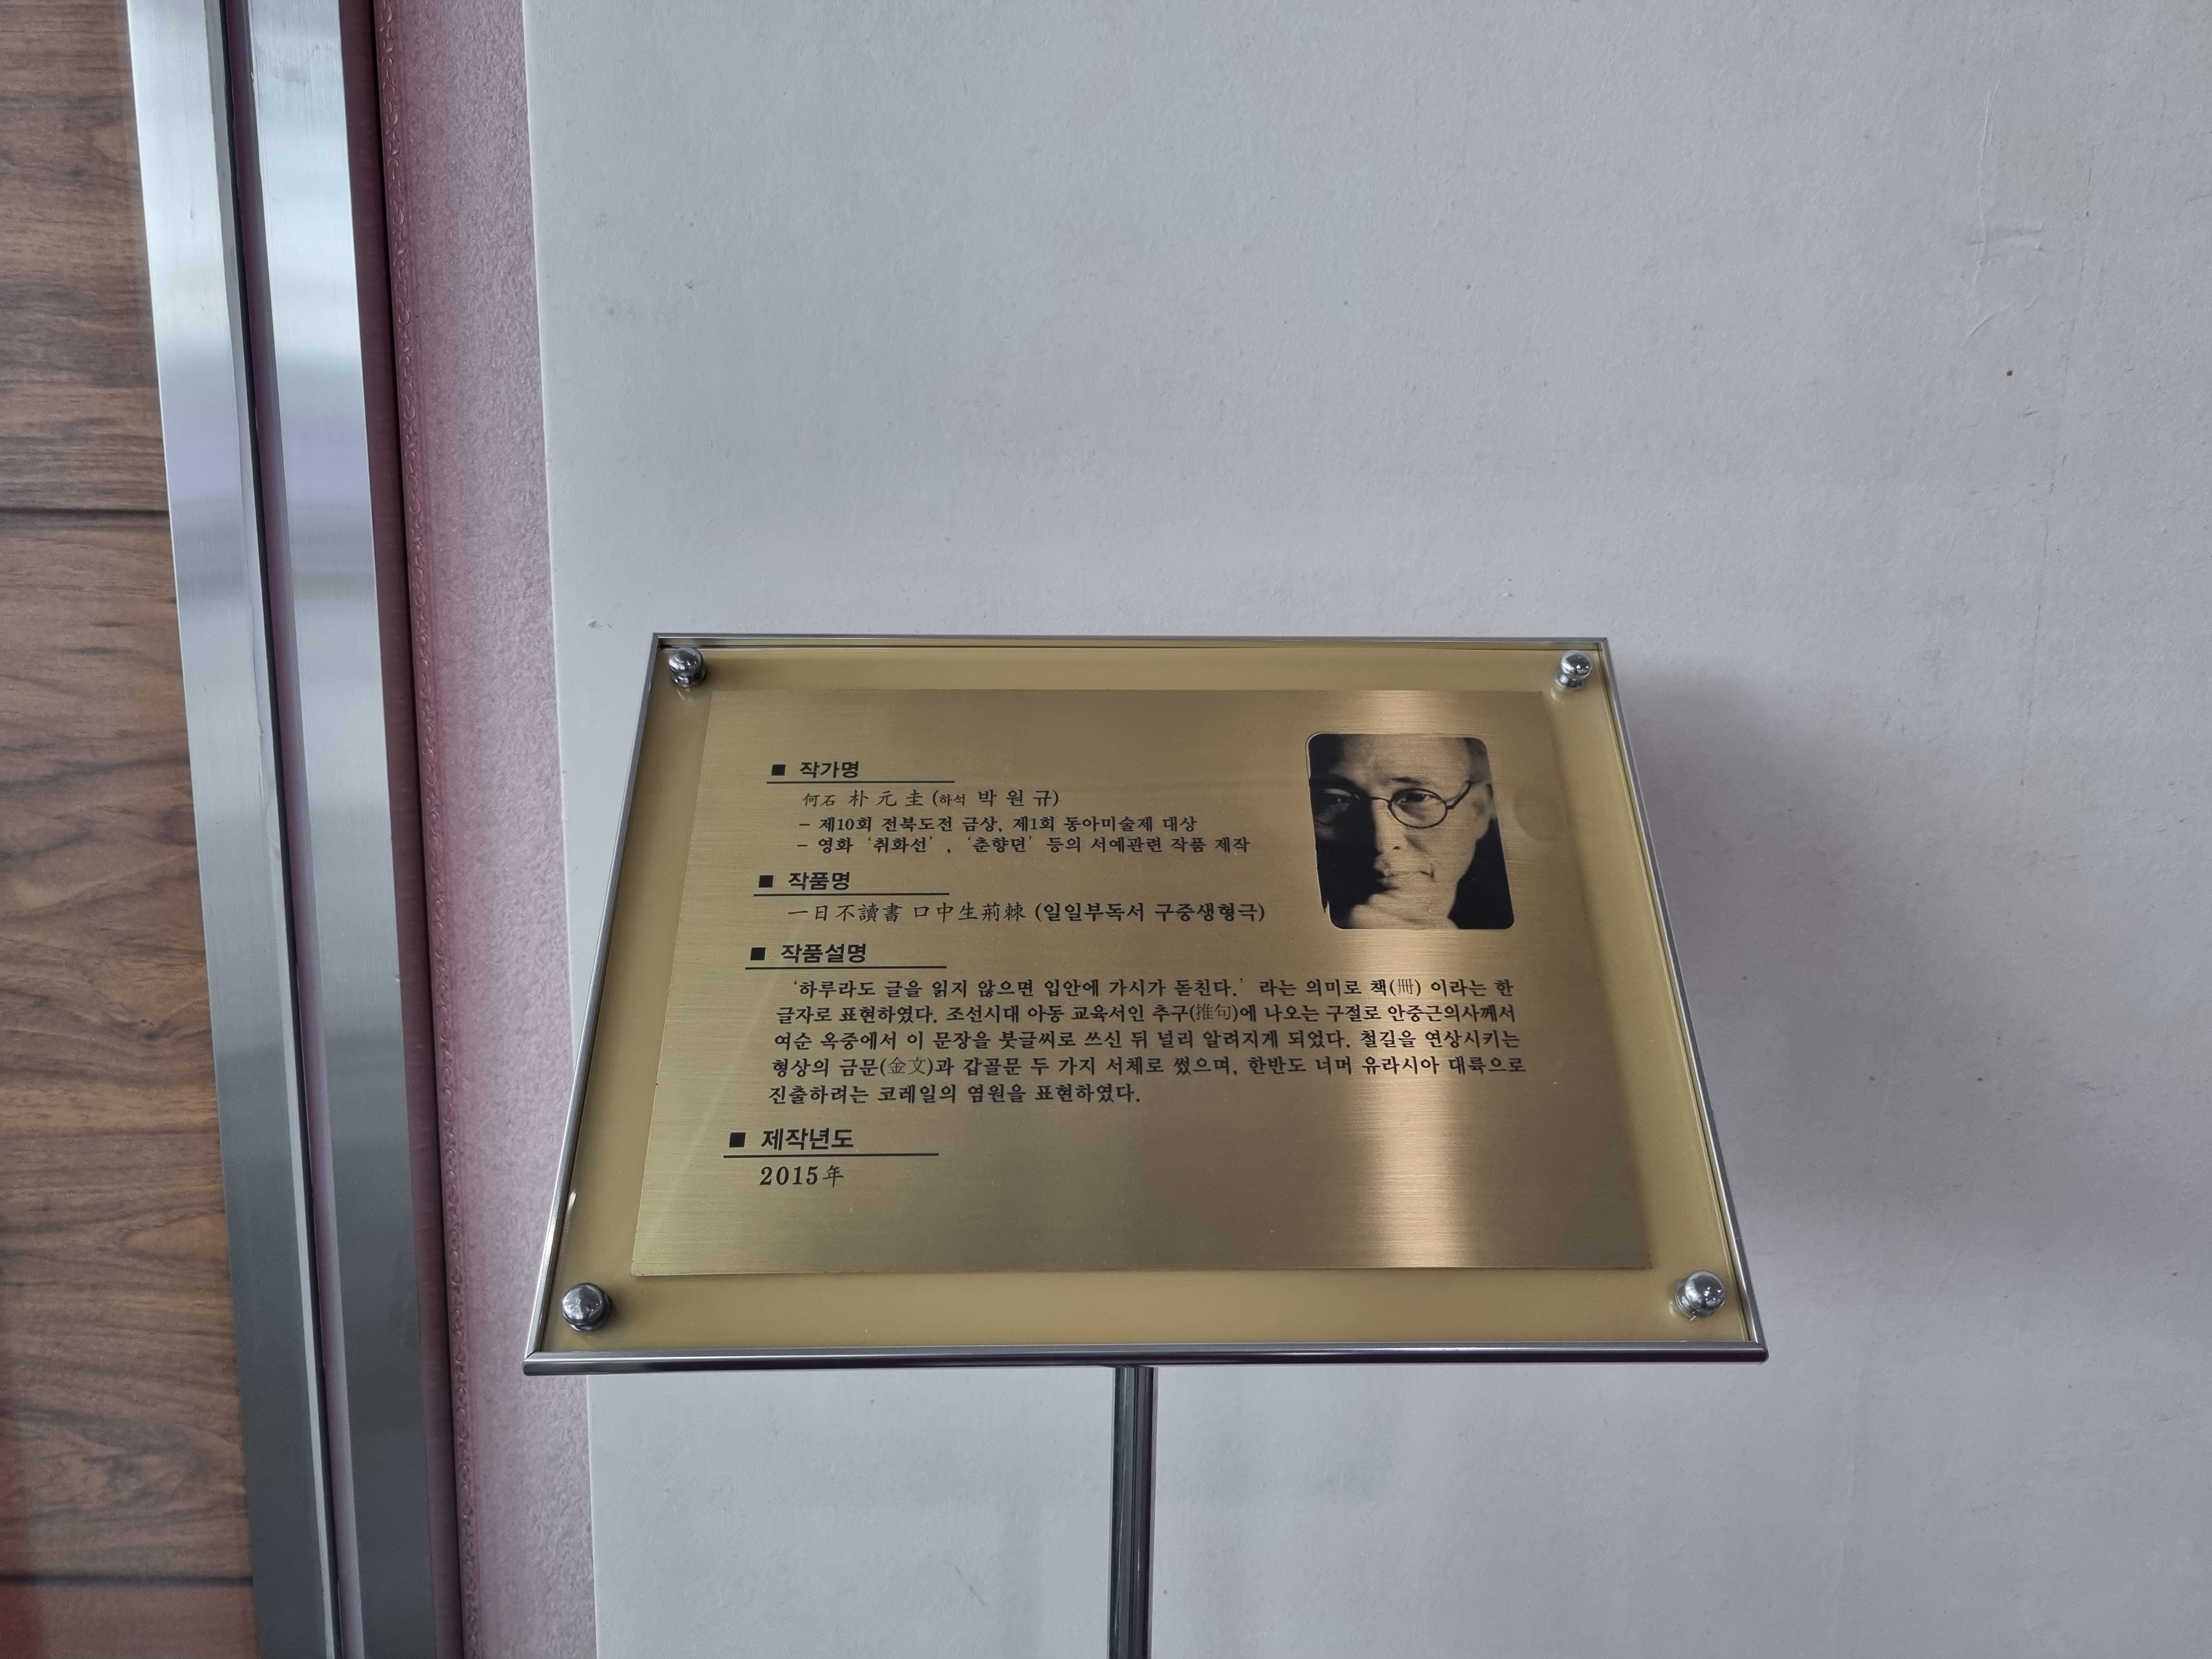 ■ 작가명
何石 朴元圭 (하석 박원규)
- 제10회 전북도전 금상, 제1회 동아미술제 대상
- 영화 '취화선', '춘향뎐' 등의 서예관련 작품 제작
■ 작품명
一日不讀書 口中生荊棘 (일일부독서 구중생형극)
■ 작품설명
'하루라도 글을 읽지 않으면 입안에 가시가 돋친다.' 라는 의미로 책(冊) 이라는 한
글자로 표현하였다. 조선시대 아동 교육서인 추구(推句)에 나오는 구절로 안중근의사께서
여순 옥중에서 이 문장을 붓글씨로 쓰신 뒤 널리 알려지게 되었다. 철길을 연상시키는
형상의 금문(金文)과 갑골문 두 가지 서체로 썼으며, 한반도 너머 유라시아 대륙으로
진출하려는 코레일의 염원을 표현하였다.
■ 제작년도
2015年